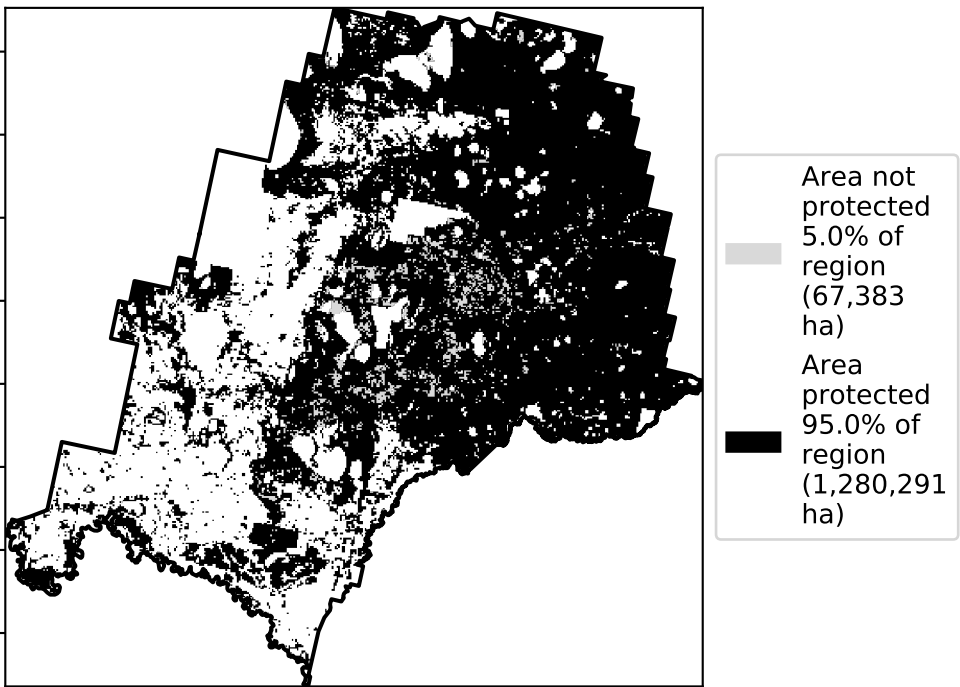 Area not
protected
5.0% of
region
(67,383
ha)
Area
protected
95.0% of
region
(1,280,291
ha)